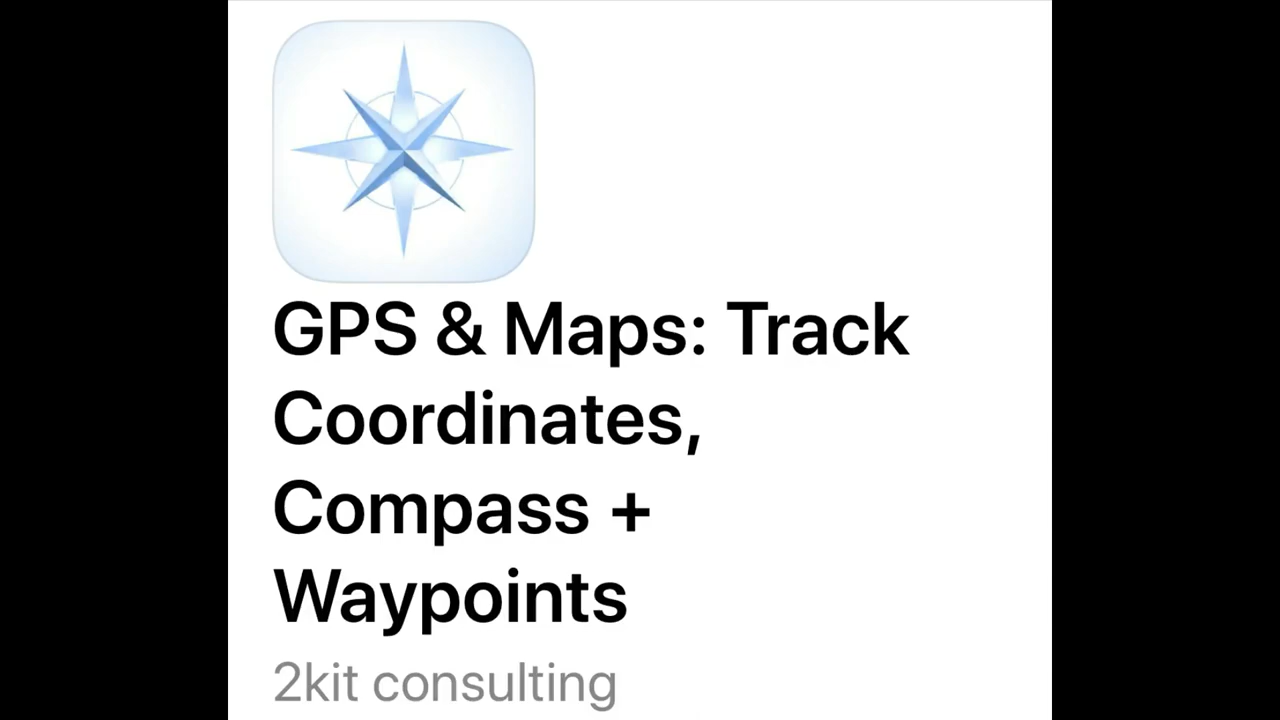 GPS & Maps: Track
Coordinates,
Compass +
Waypoints
2kit consulting